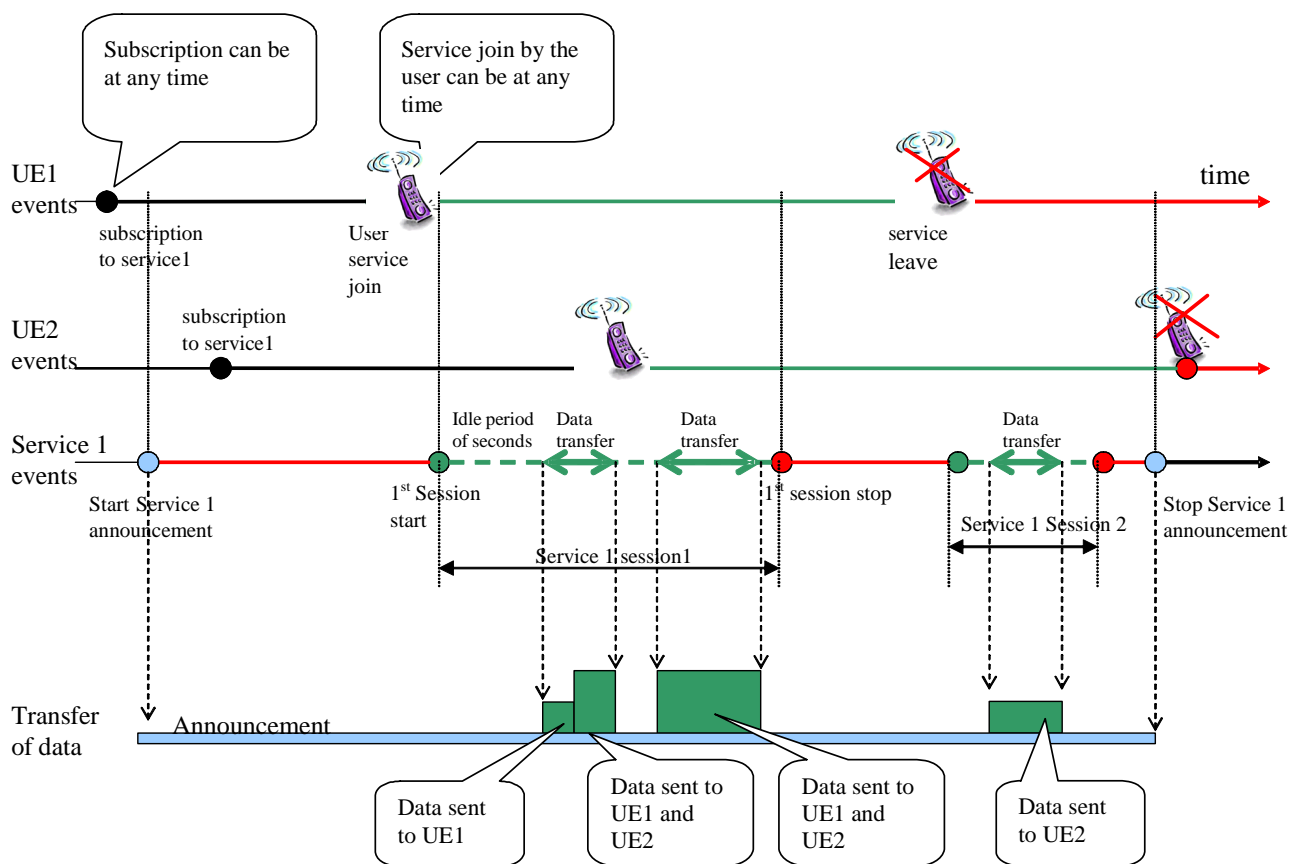 Subscription can be
at any time
Service join by the
user can be at any
time
UE1
events
time
subscription
to service1
User
service
join
service
leave
UE2
events
subscription
to service1
Service 1
events
Idle period
of seconds
Data
transfer
Data
transfer
Data
transfer
Start Service 1
announcement
1st Session
start
1st session stop
Stop Service 1
announcement
Service 1 session1
Service 1 Session 2
Transfer
of data
Announcement
Data sent
to UE1
Data sent to
UE1 and
UE2
Data sent to
UE1 and
UE2
Data sent
to UE2